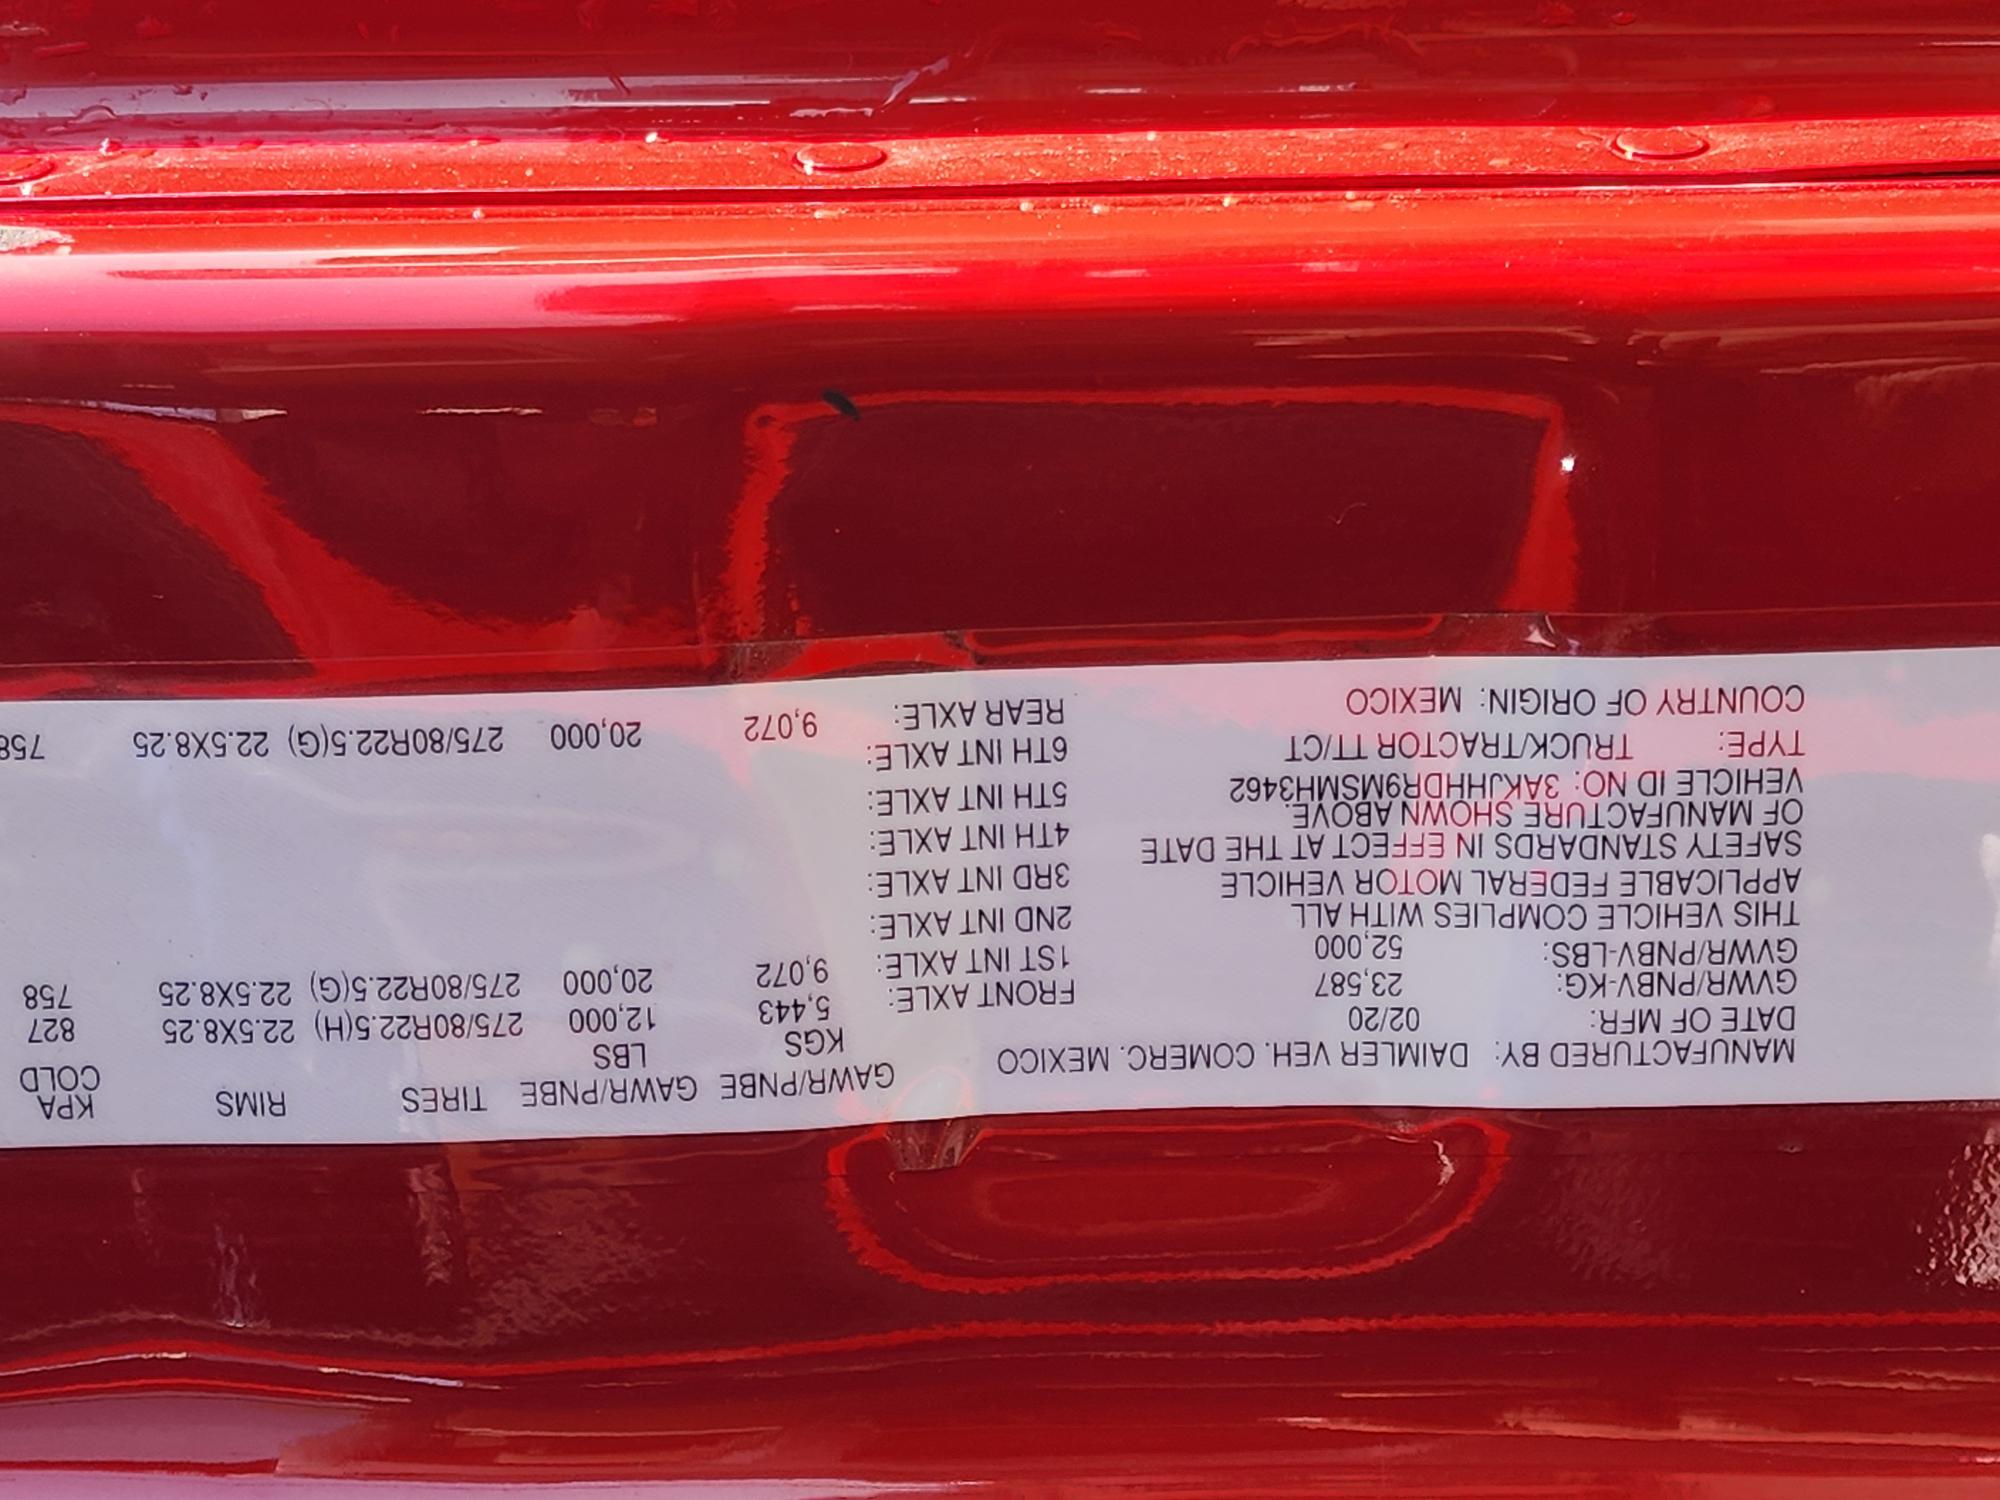 MANUFACTURED BY: DAIMLER VEH. COMERC. MEXICO
DATE OF MFR: 02/20
GVWR/PNBV-KG: 23,587
GVWR/PNBV-LBS: 52,000
THIS VEHICLE COMPLIES WITH ALL
APPLICABLE FEDERAL MOTOR VEHICLE
SAFETY STANDARDS IN EFFECT AT THE DATE
OF MANUFACTURE SHOWN ABOVE.
VEHICLE ID NO: 3AKJHHDR9MSMH3462
TYPE: TRUCK/TRACTOR TT/CT
COUNTRY OF ORIGIN: MEXICO
GAWR/PNBE GAWR/PNBE TIRES RIMS KPA
KGS LBS COLD
FRONT AXLE: 5,443 12,000 275/80R22.5(H) 22.5X8.25 827
1ST INT AXLE: 9,072 20,000 275/80R22.5(G) 22.5X8.25 758
2ND INT AXLE:
3RD INT AXLE:
4TH INT AXLE:
5TH INT AXLE:
6TH INT AXLE:
REAR AXLE: 9,072 20,000 275/80R22.5(G) 22.5X8.25 758